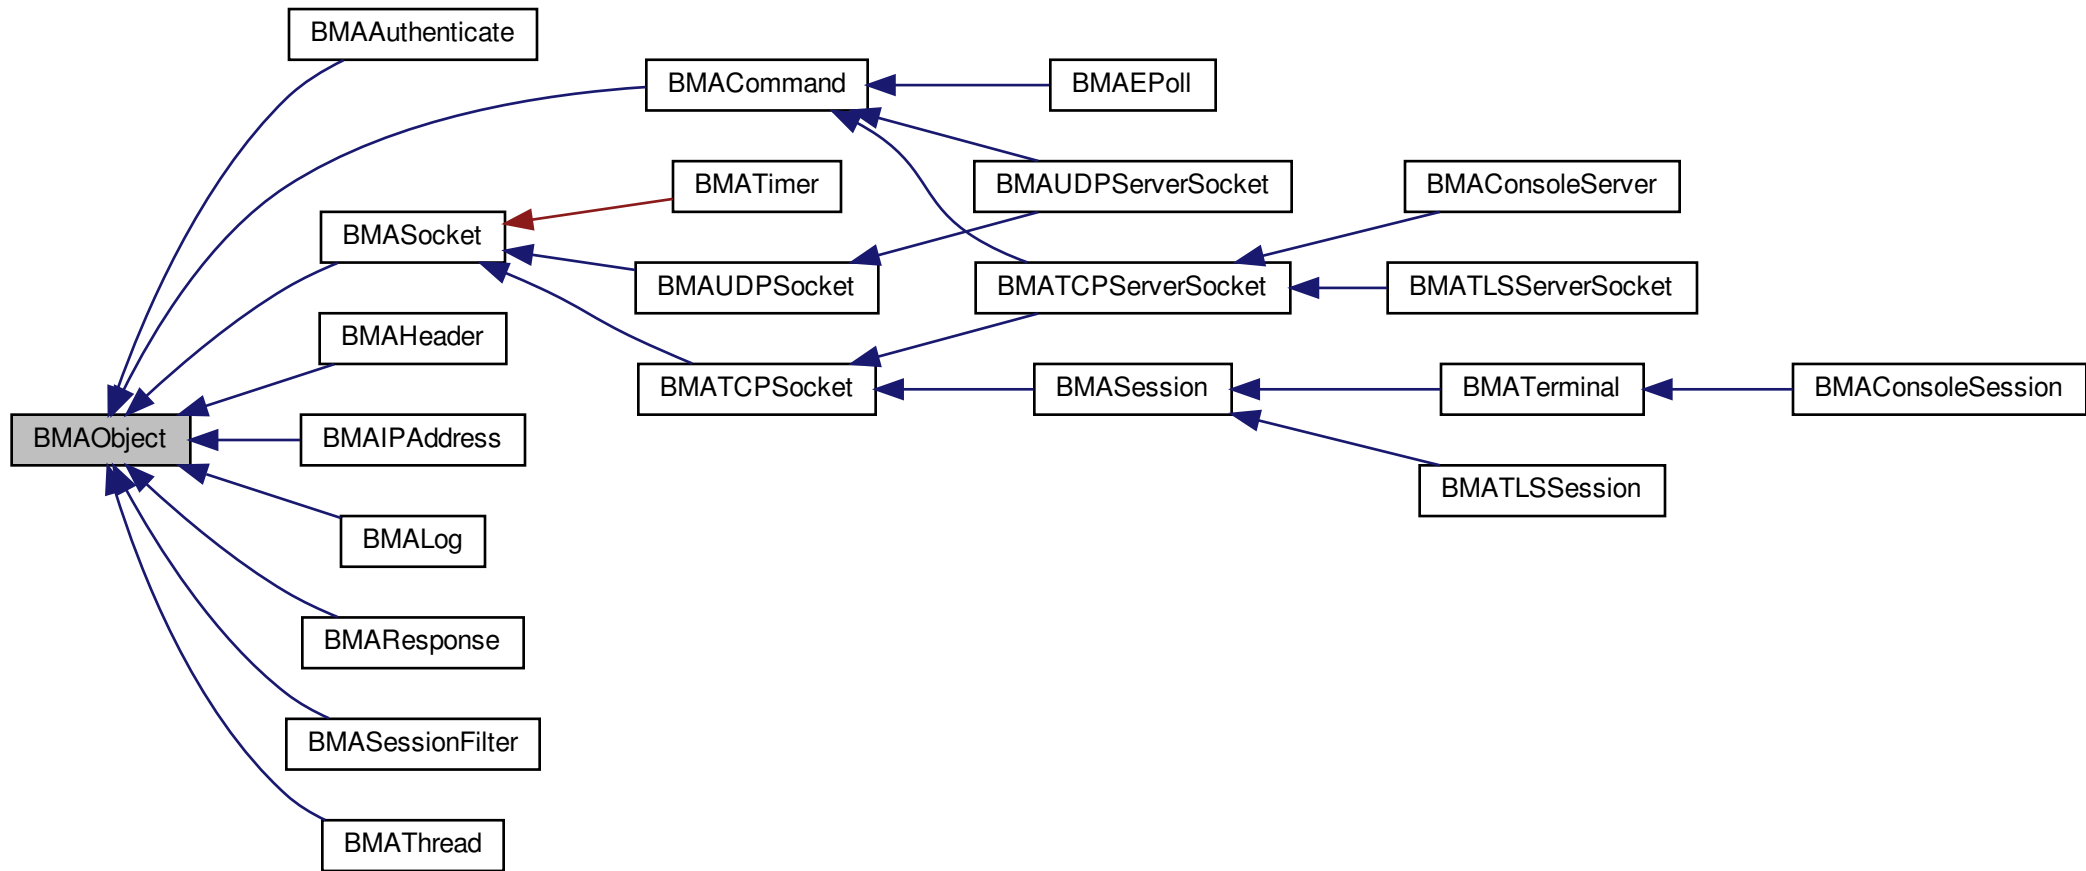 BMAAuthenticate
BMACommand
BMAEPoll
BMATimer
BMAUDPServerSocket
BMAConsoleServer
BMASocket
BMAUDPSocket
BMATCPServerSocket
BMATLSServerSocket
BMAHeader
BMATCPSocket
BMASession
BMATerminal
BMAConsoleSession
BMAObject
BMAIPAddress
BMATLSSession
BMALog
BMAResponse
BMASessionFilter
BMAThread